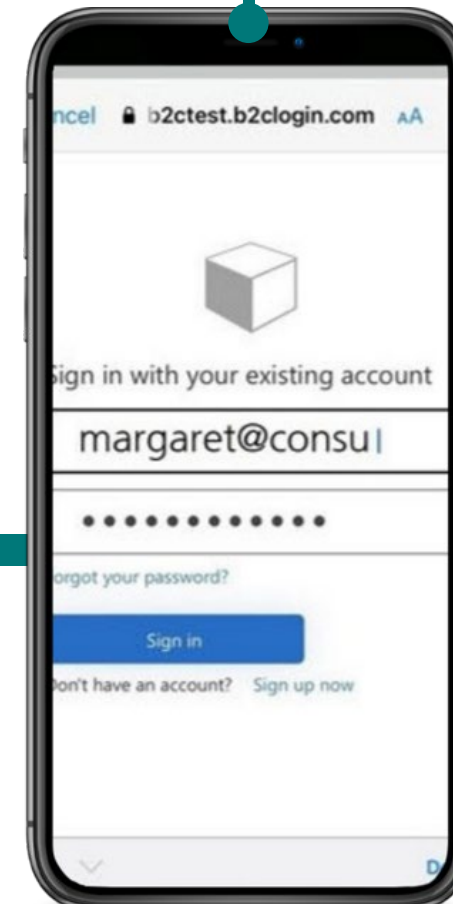 ncel b2ctest.b2clogin.com AA
Sign in with your existing account
margaret@consu
••••••••••••
orgot your password?
Sign in
Don't have an account? Sign up now
D